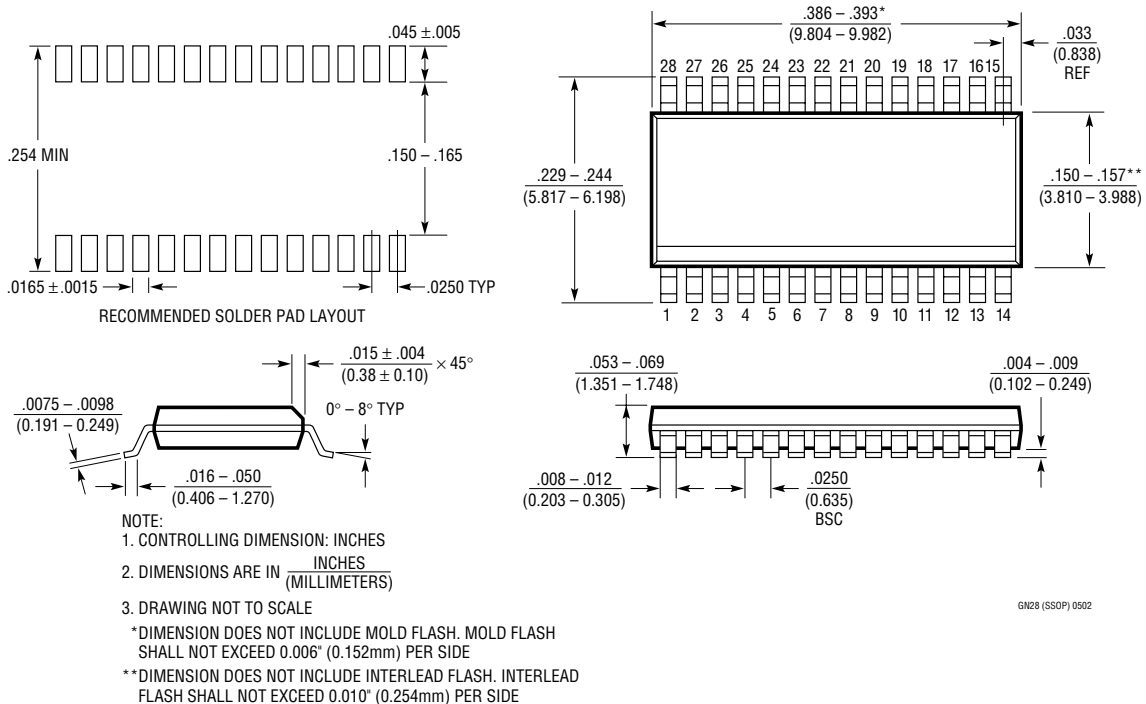 .045 ±.005
.254 MIN
.150 – .165
.0165 ±.0015
.0250 TYP
RECOMMENDED SOLDER PAD LAYOUT
.386 – .393*
(9.804 – 9.982)
.033
(0.838)
REF
28 27 26 25 24 23 22 21 20 19 18 17 16 15
.229 – .244
(5.817 – 6.198)
.150 – .157**
(3.810 – 3.988)
1 2 3 4 5 6 7 8 9 10 11 12 13 14
.015 ± .004
(0.38 ± 0.10)
× 45°
.0075 – .0098
(0.191 – 0.249)
0° – 8° TYP
.016 – .050
(0.406 – 1.270)
.053 – .069
(1.351 – 1.748)
.004 – .009
(0.102 – 0.249)
.008 – .012
(0.203 – 0.305)
.0250
(0.635)
BSC
NOTE:
1. CONTROLLING DIMENSION: INCHES
2. DIMENSIONS ARE IN INCHES
(MILLIMETERS)
3. DRAWING NOT TO SCALE
*DIMENSION DOES NOT INCLUDE MOLD FLASH. MOLD FLASH
SHALL NOT EXCEED 0.006" (0.152mm) PER SIDE
**DIMENSION DOES NOT INCLUDE INTERLEAD FLASH. INTERLEAD
FLASH SHALL NOT EXCEED 0.010" (0.254mm) PER SIDE
GN28 (SSOP) 0502